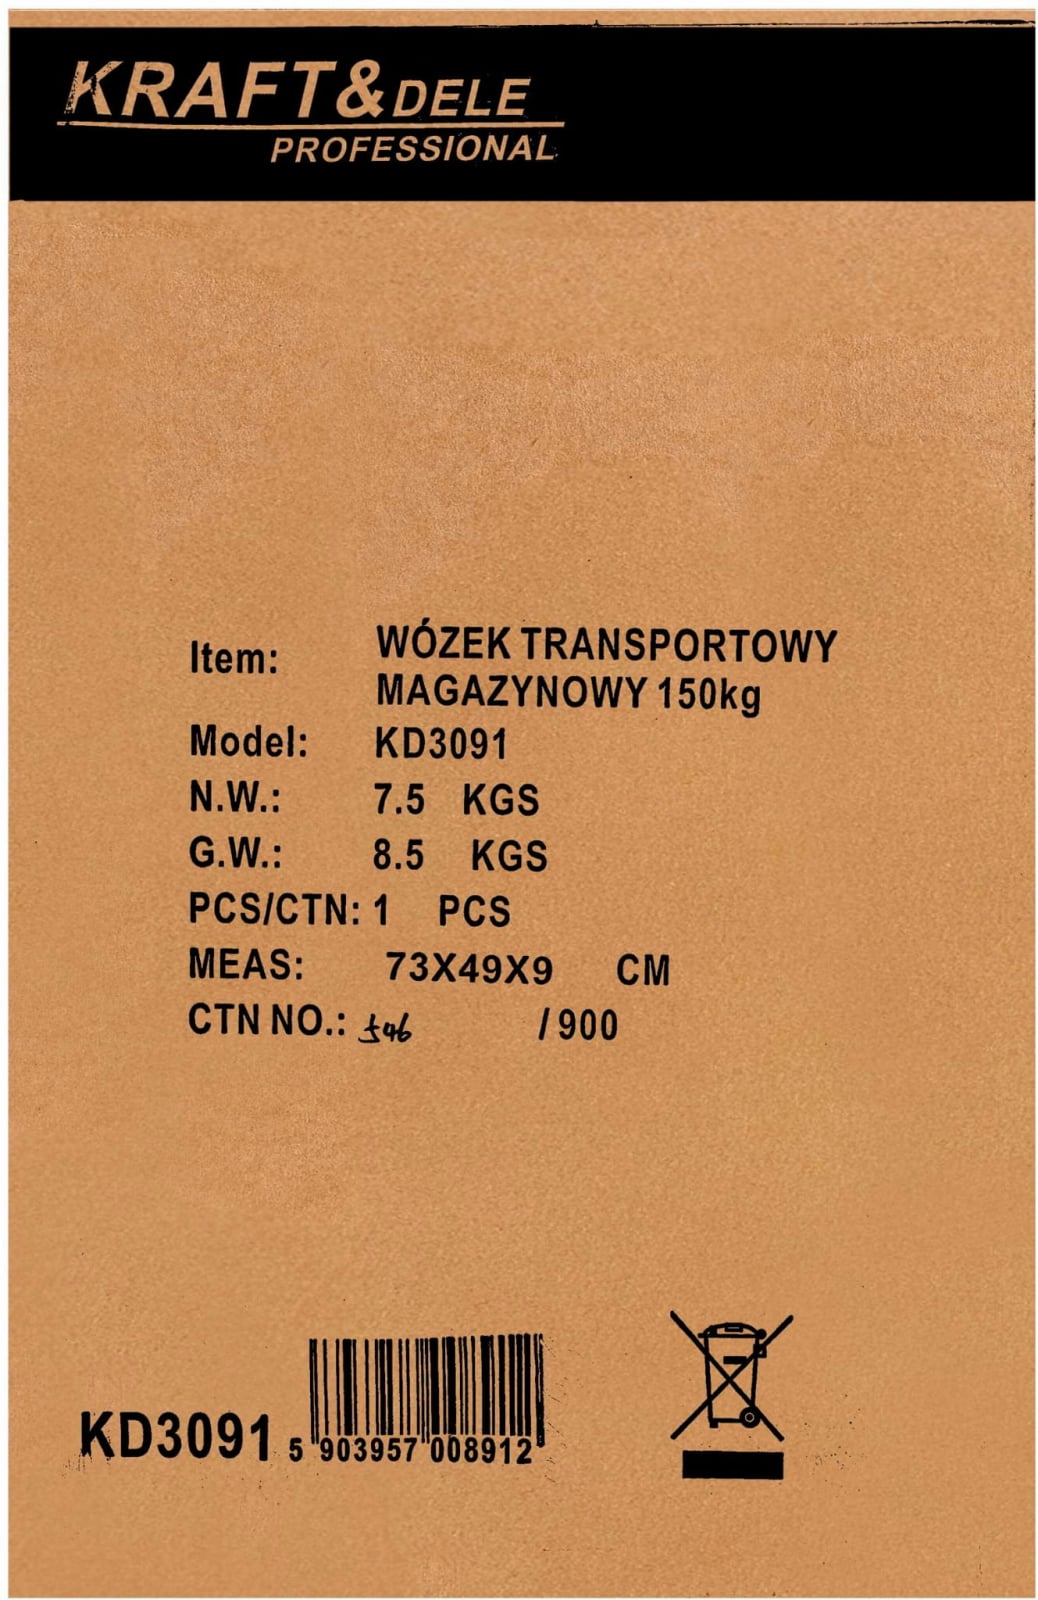 KRAFT&DELE
PROFESSIONAL
Item: WÓZEK TRANSPORTOWY
MAGAZYNOWY 150kg
Model: KD3091
N.W.: 7.5 KGS
G.W.: 8.5 KGS
PCS/CTN: 1 PCS
MEAS: 73X49X9 CM
CTN NO.: 546 /900
KD3091 5 903957 008912